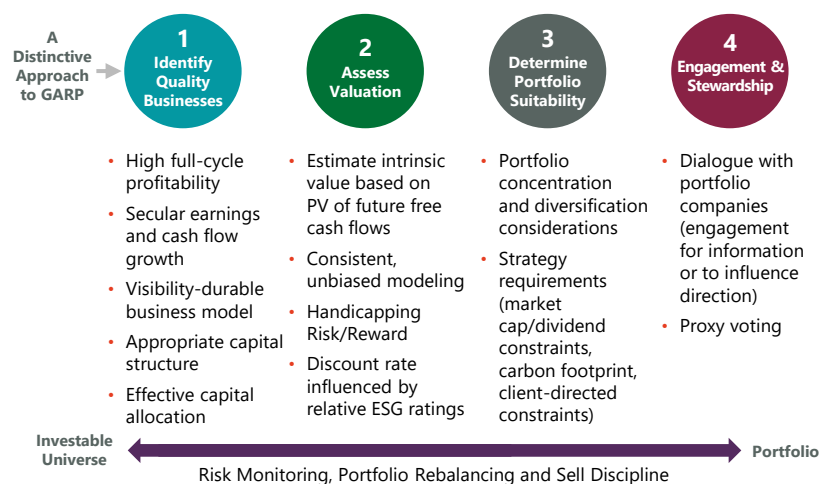 A
Distinctive
Approach
to GARP
1
Identify
Quality
Businesses
2
Assess
Valuation
3
Determine
Portfolio
Suitability
4
Engagement &
Stewardship
• High full-cycle
profitability
• Secular earnings
and cash flow
growth
• Visibility-durable
business model
• Appropriate capital
structure
• Effective capital
allocation
• Estimate intrinsic
value based on
PV of future free
cash flows
• Consistent,
unbiased modeling
• Handicapping
Risk/Reward
• Discount rate
influenced by
relative ESG ratings
• Portfolio
concentration
and diversification
considerations
• Strategy
requirements
(market
cap/dividend
constraints,
carbon footprint,
client-directed
constraints)
• Dialogue with
portfolio
companies
(engagement
for information
or to influence
direction)
• Proxy voting
Investable
Universe
Portfolio
Risk Monitoring, Portfolio Rebalancing and Sell Discipline